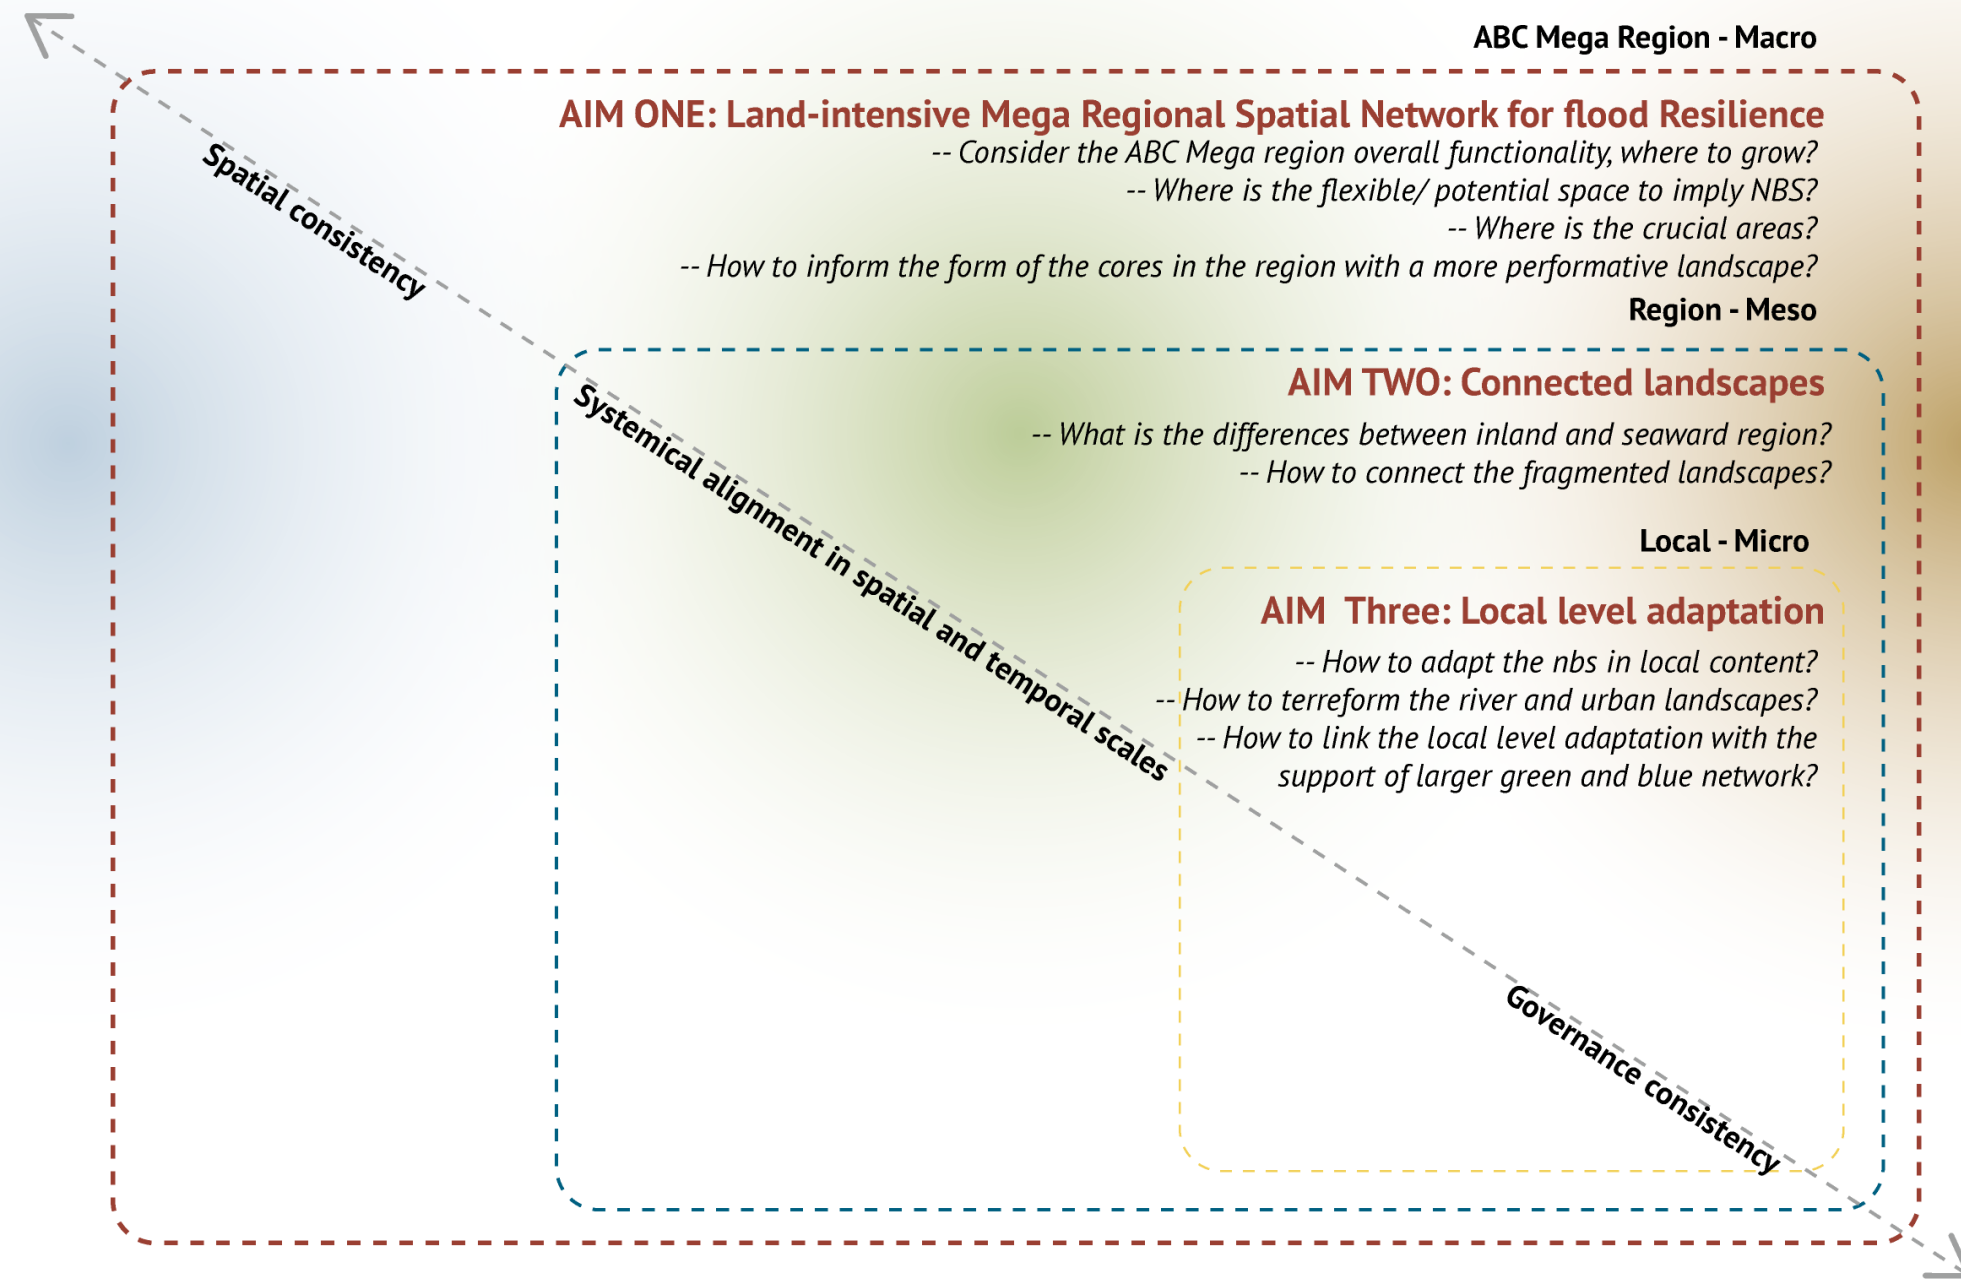 ABC Mega Region - Macro
AIM ONE: Land-intensive Mega Regional Spatial Network for flood Resilience
-- Consider the ABC Mega region overall functionality, where to grow?
-- Where is the flexible/ potential space to imply NBS?
-- Where is the crucial areas?
-- How to inform the form of the cores in the region with a more performative landscape?
Spatial consistency
Region - Meso
AIM TWO: Connected landscapes
-- What is the differences between inland and seaward region?
-- How to connect the fragmented landscapes?
Systemical alignment in spatial and temporal scales
Local - Micro
AIM  Three: Local level adaptation
-- How to adapt the nbs in local content?
-- How to terreform the river and urban landscapes?
-- How to link the local level adaptation with the
support of larger green and blue network?
Governance consistency